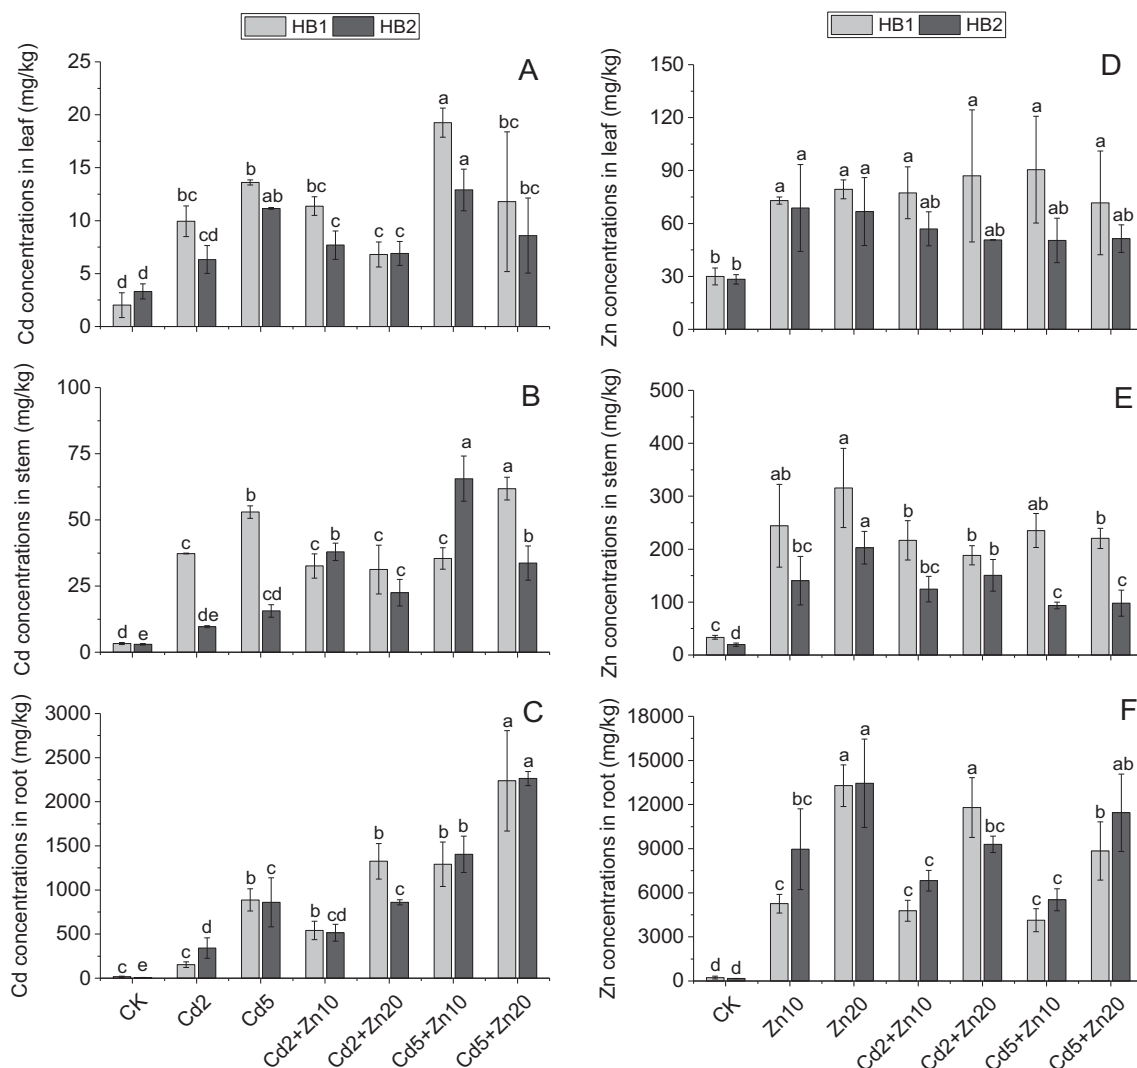 HB1 HB2
A
Cd concentrations in leaf (mg/kg)
25
20
15
10
5
0
d d bc cd b ab bc c c c a a bc bc
B
Cd concentrations in stem (mg/kg)
100
75
50
25
0
d e c de b cd c b c c c a a b
C
Cd concentrations in root (mg/kg)
3000
2500
2000
1500
1000
500
0
c e c d b c b cd b c b b a a
CK Cd2 Cd5 Cd2+Zn10 Cd2+Zn20 Cd5+Zn10 Cd5+Zn20
HB1 HB2
D
Zn concentrations in leaf (mg/kg)
150
120
90
60
30
0
b b a a a a a ab a ab a ab a ab
E
Zn concentrations in stem (mg/kg)
500
400
300
200
100
0
c d ab bc a a b bc b b ab c b c
F
Zn concentrations in root (mg/kg)
18000
15000
12000
9000
6000
3000
0
d d c bc a a c c a bc c c b ab
CK Zn10 Zn20 Cd2+Zn10 Cd2+Zn20 Cd5+Zn10 Cd5+Zn20